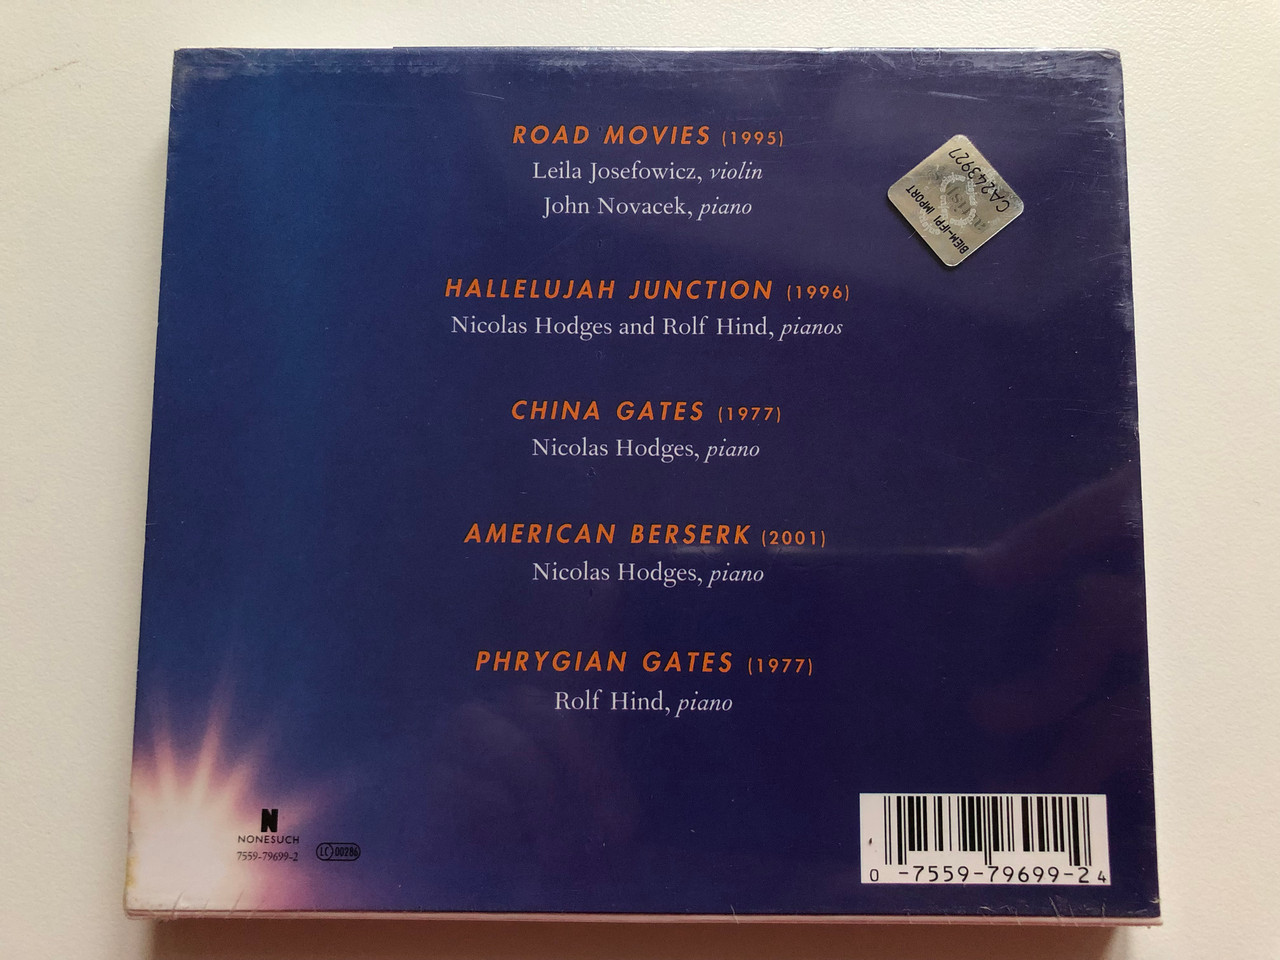 ROAD MOVIES (1995)
Leila Josefowicz, violin
John Novacek, piano
CA243927
BIEM-IFPI IMPORT
HALLELUJAH JUNCTION (1996)
Nicolas Hodges and Rolf Hind, pianos
CHINA GATES (1977)
Nicolas Hodges, piano
AMERICAN BERSERK (2001)
Nicolas Hodges, piano
PHRYGIAN GATES (1977)
Rolf Hind, piano
N
NONESUCH
7559-79699-2
LC 00286
0 -7559-79699-2 4